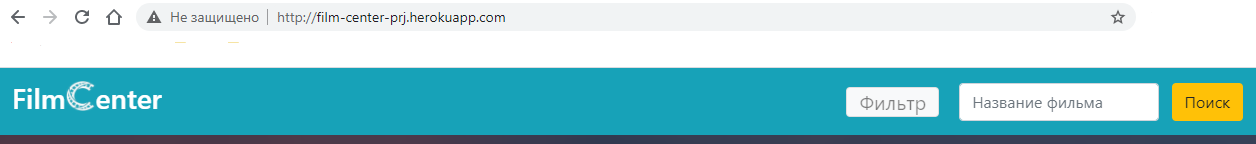 Не защищено http://film-center-prj.herokuapp.com
FilmCenter Фильтр Название фильма Поиск